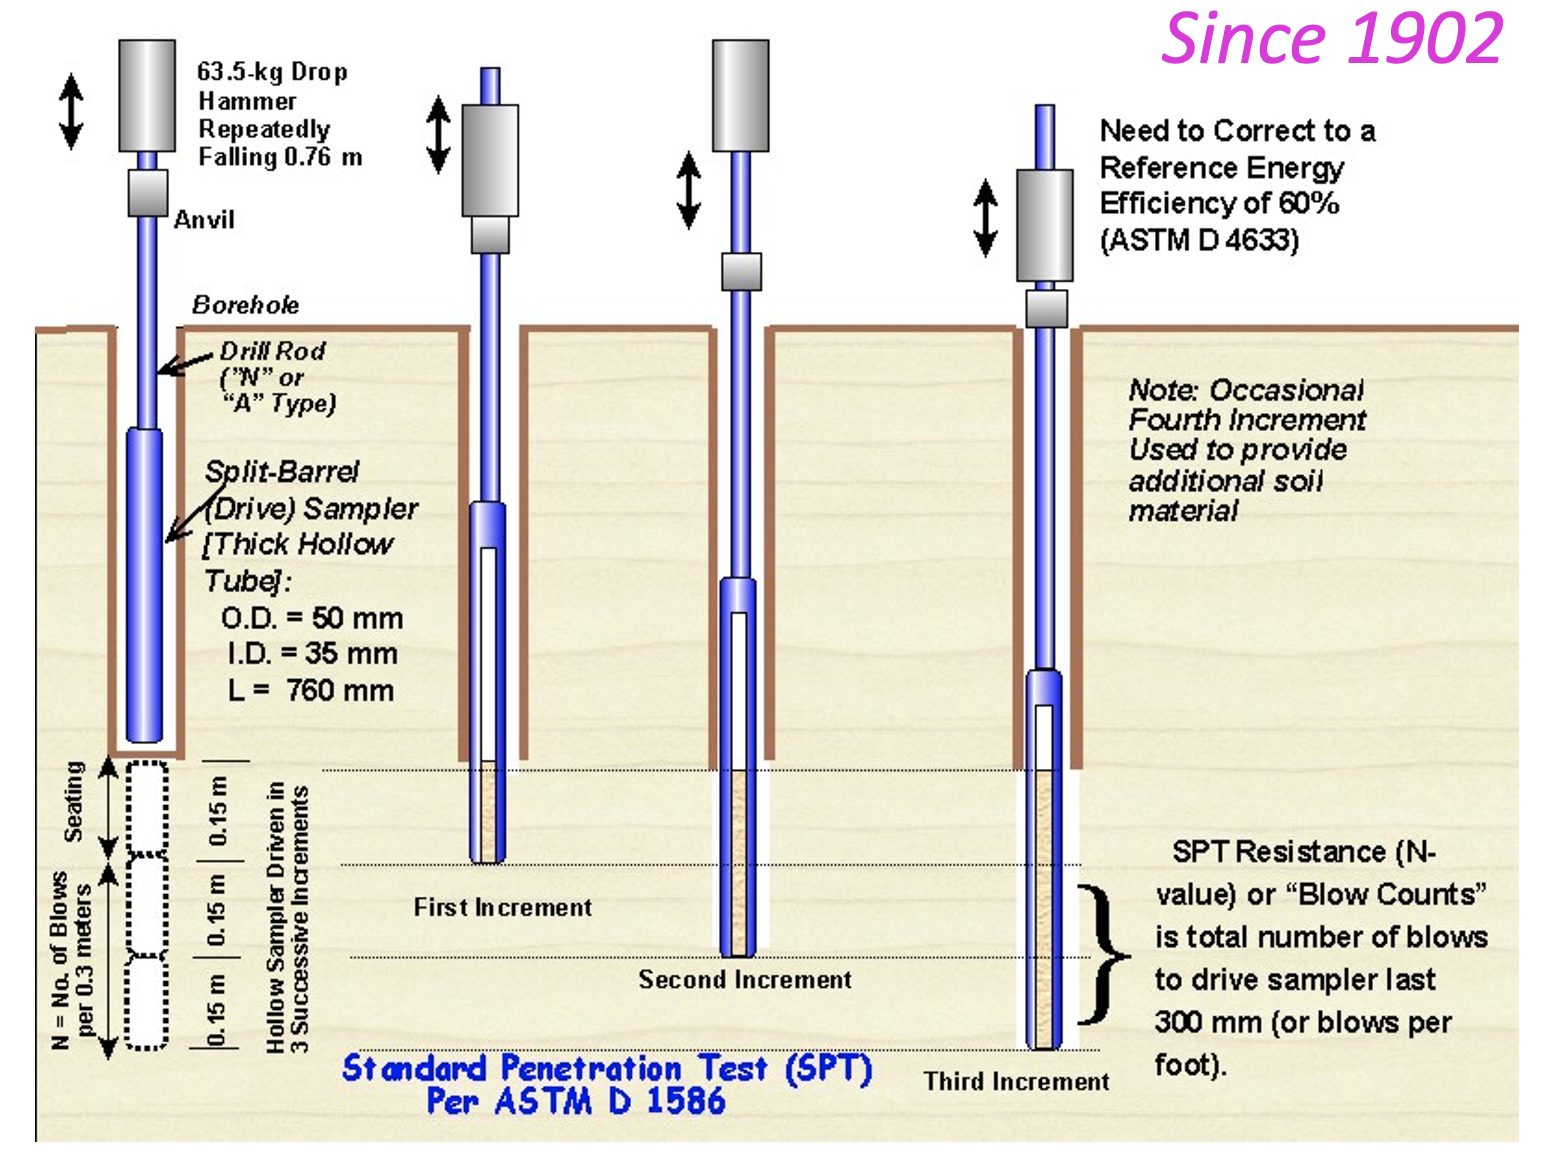 Since 1902
63.5-kg Drop
Hammer
Repeatedly
Falling 0.76 m
Anvil
Need to Correct to a
Reference Energy
Efficiency of 60%
(ASTM D 4633)
Borehole
Drill Rod
("N" or
"A" Type)
Split-Barrel
(Drive) Sampler
[Thick Hollow
Tube]:
O.D. = 50 mm
I.D. = 35 mm
L = 760 mm
Note: Occasional
Fourth Increment
Used to provide
additional soil
material
Seating
N = No. of Blows
per 0.3 meters
0.15 m
0.15 m
0.15 m
Hollow Sampler Driven in
3 Successive Increments
First Increment
Second Increment
Third Increment
SPT Resistance (N-
value) or "Blow Counts"
is total number of blows
to drive sampler last
300 mm (or blows per
foot).
Standard Penetration Test (SPT)
Per ASTM D 1586